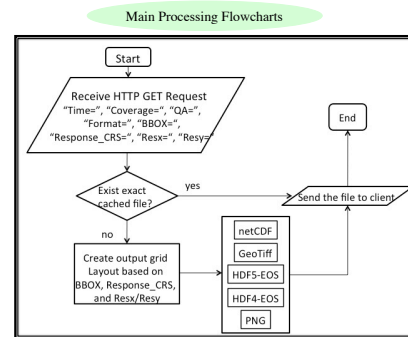 Main Processing Flowcharts
Start
Receive HTTP GET Request
“Time=”, “Coverage=”, “QA=”,
“Format=”, “BBOX=“,
“Response_CRS=”, “Resx=“, “Resy=”
End
Exist exact
cached file?
yes
Send the file to client
no
Create output grid
Layout based on
BBOX, Response_CRS,
and Resx/Resy
netCDF
GeoTiff
HDF5-EOS
HDF4-EOS
PNG